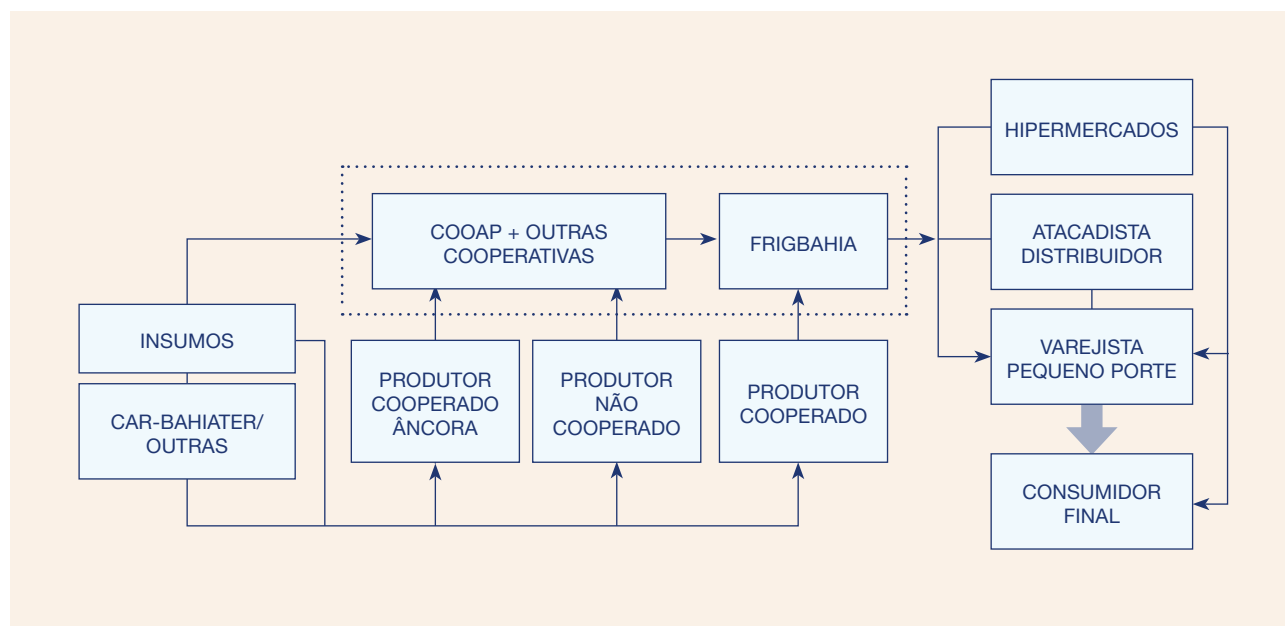 HIPERMERCADOS
COOAP + OUTRAS
COOPERATIVAS
FRIGBAHIA
ATACADISTA
DISTRIBUIDOR
INSUMOS
CAR-BAHIATER/
OUTRAS
PRODUTOR
COOPERADO
ÂNCORA
PRODUTOR
NÃO
COOPERADO
PRODUTOR
COOPERADO
VAREJISTA
PEQUENO PORTE
CONSUMIDOR
FINAL